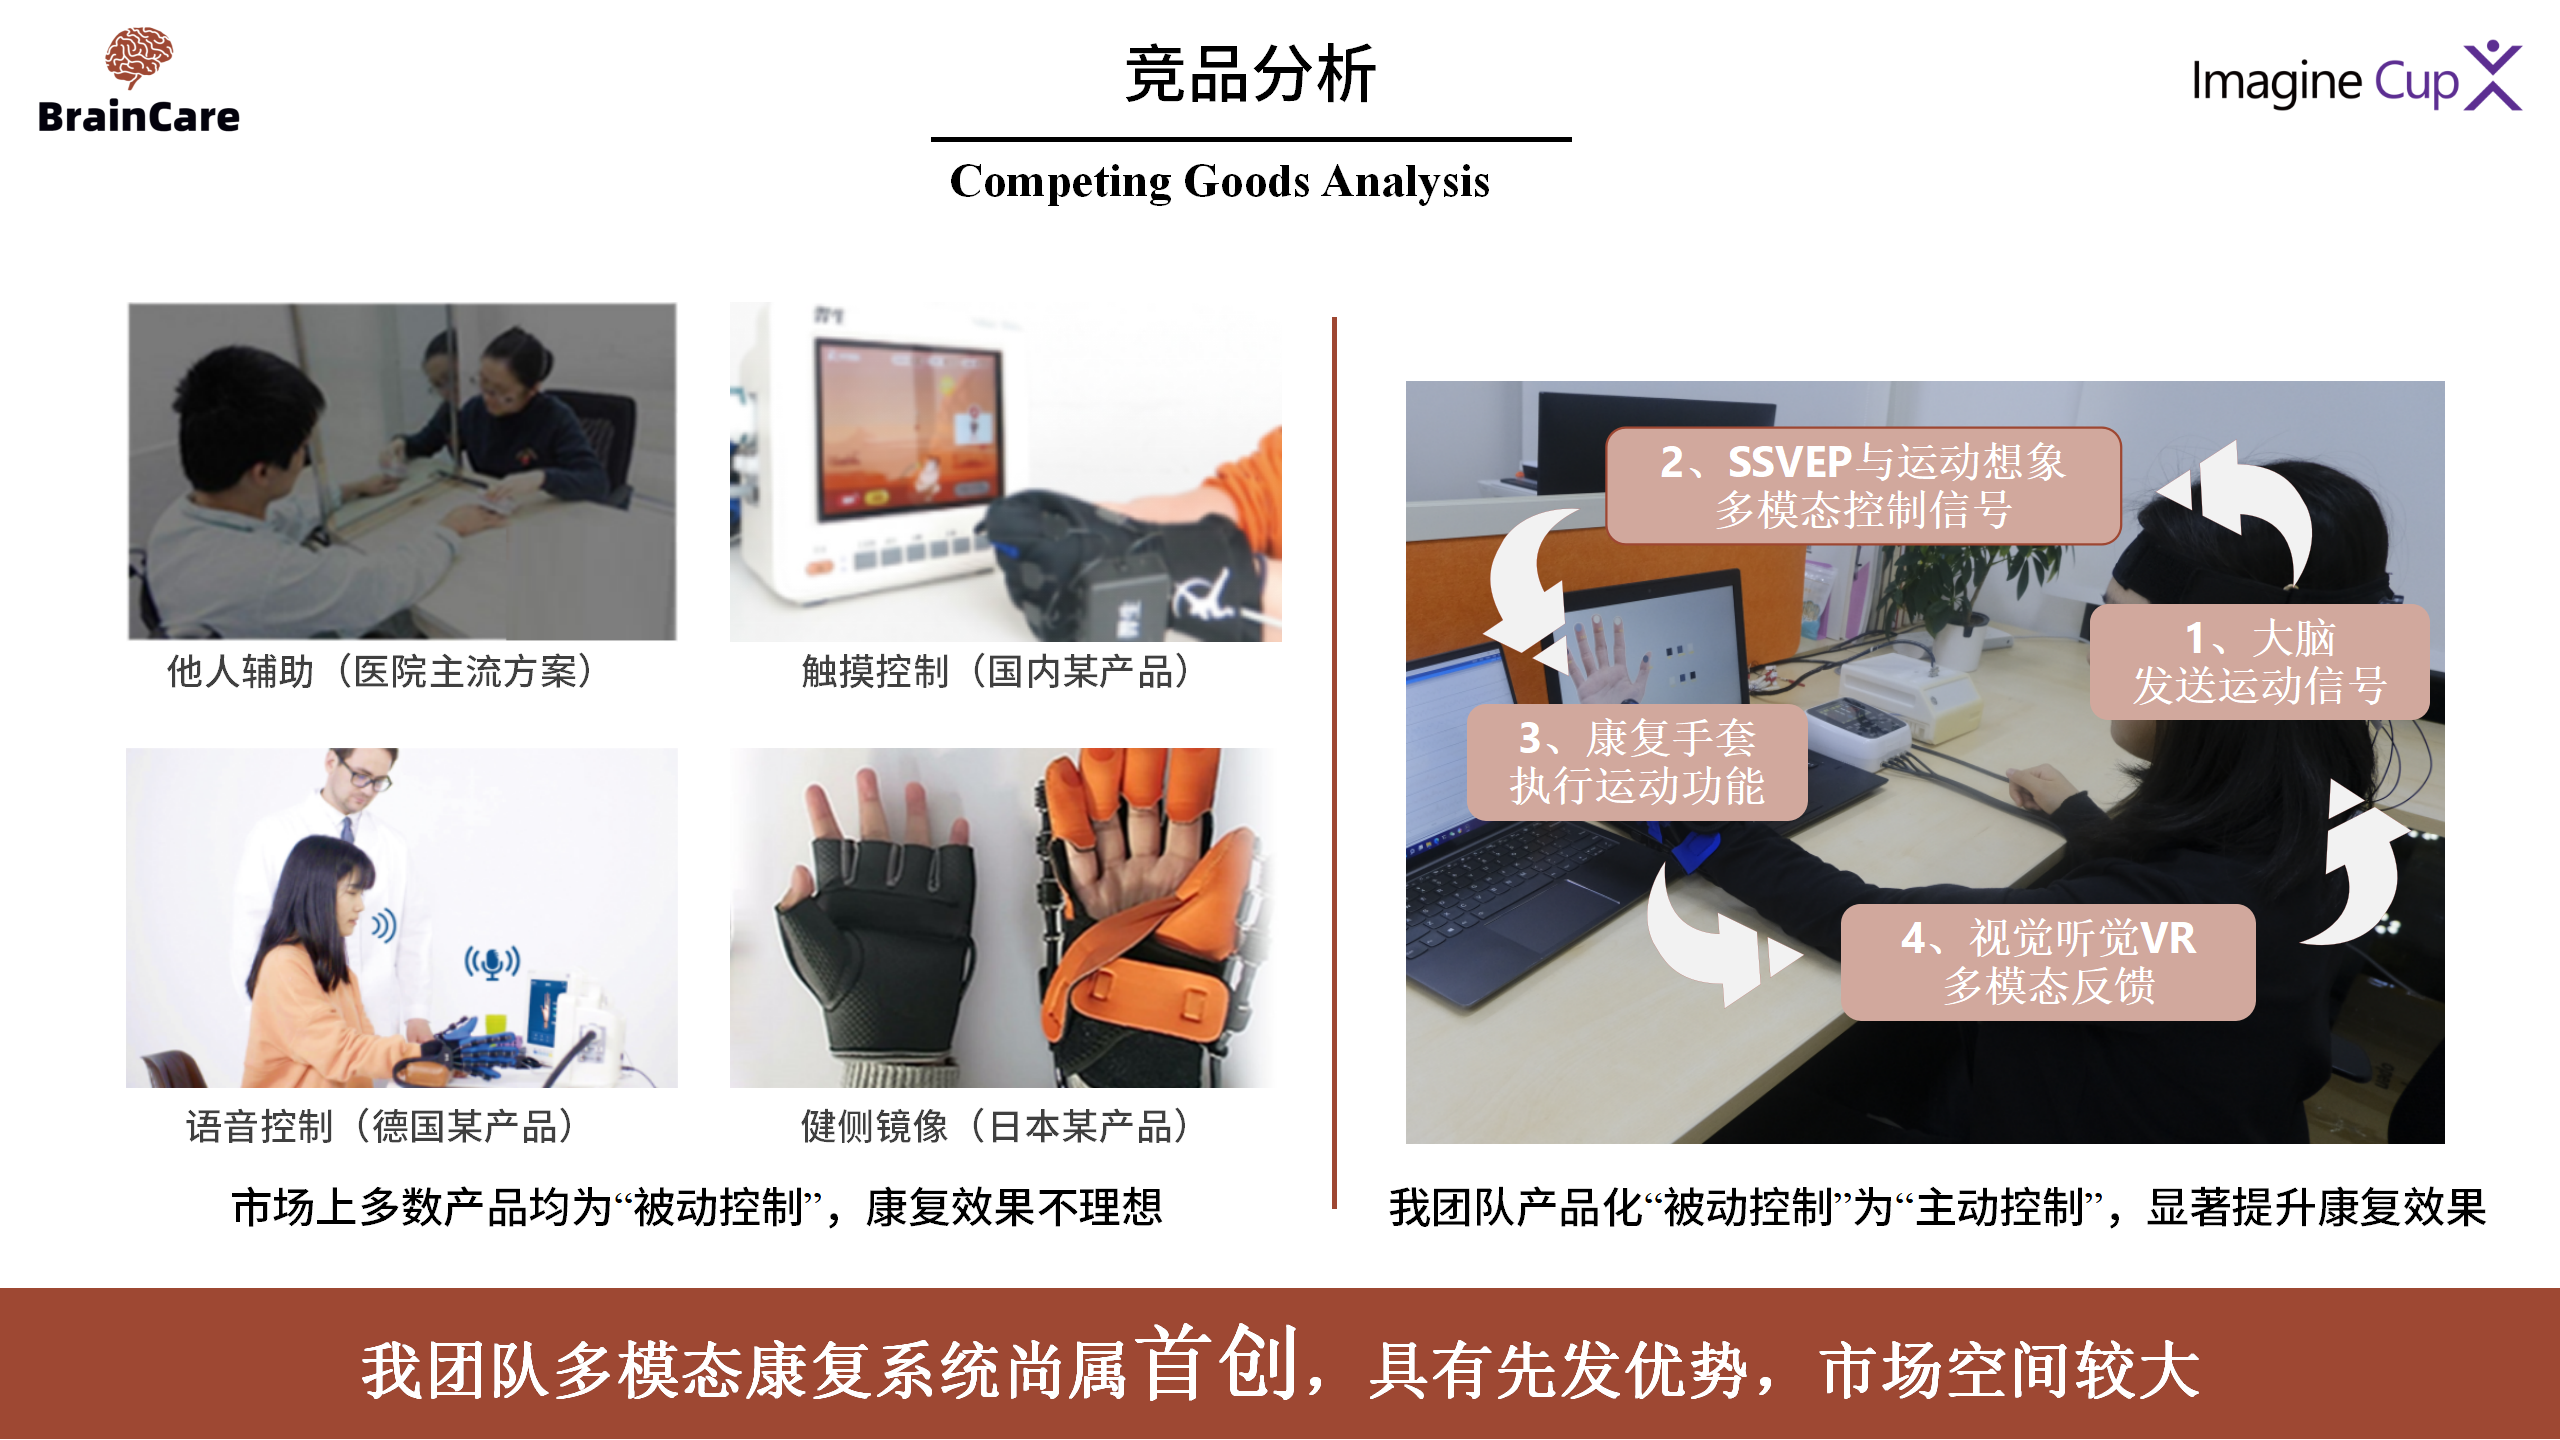 BrainCare
竞品分析
Imagine Cup
Competing Goods Analysis
他人辅助（医院主流方案）
触摸控制（国内某产品）
语音控制（德国某产品）
健侧镜像（日本某产品）
市场上多数产品均为“被动控制”，康复效果不理想
2、SSVEP与运动想象
多模态控制信号
1、大脑
发送运动信号
3、康复手套
执行运动功能
4、视觉听觉VR
多模态反馈
我团队产品化“被动控制”为“主动控制”，显著提升康复效果
我团队多模态康复系统尚属首创，具有先发优势，市场空间较大